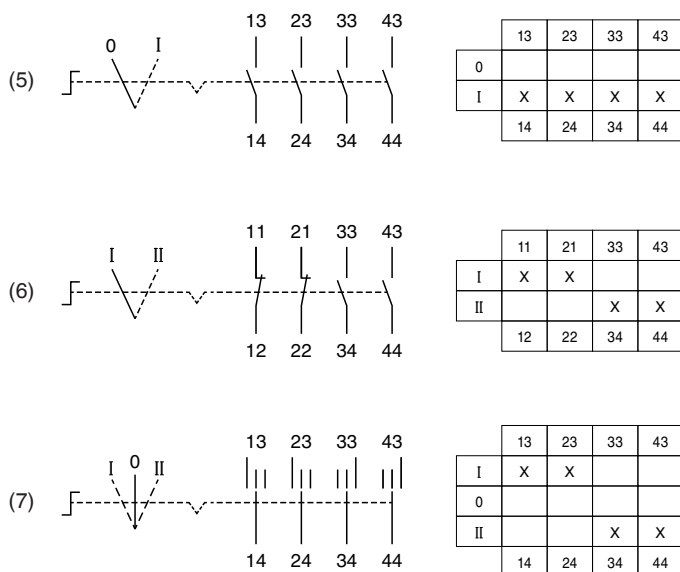 (5)
0 I
13 23 33 43
14 24 34 44
13 23 33 43
0
I X X X X
14 24 34 44
(6)
I II
11 21 33 43
12 22 34 44
11 21 33 43
I X X
II X X
12 22 34 44
(7)
I 0 II
13 23 33 43
14 24 34 44
13 23 33 43
I X X
0
II X X
14 24 34 44